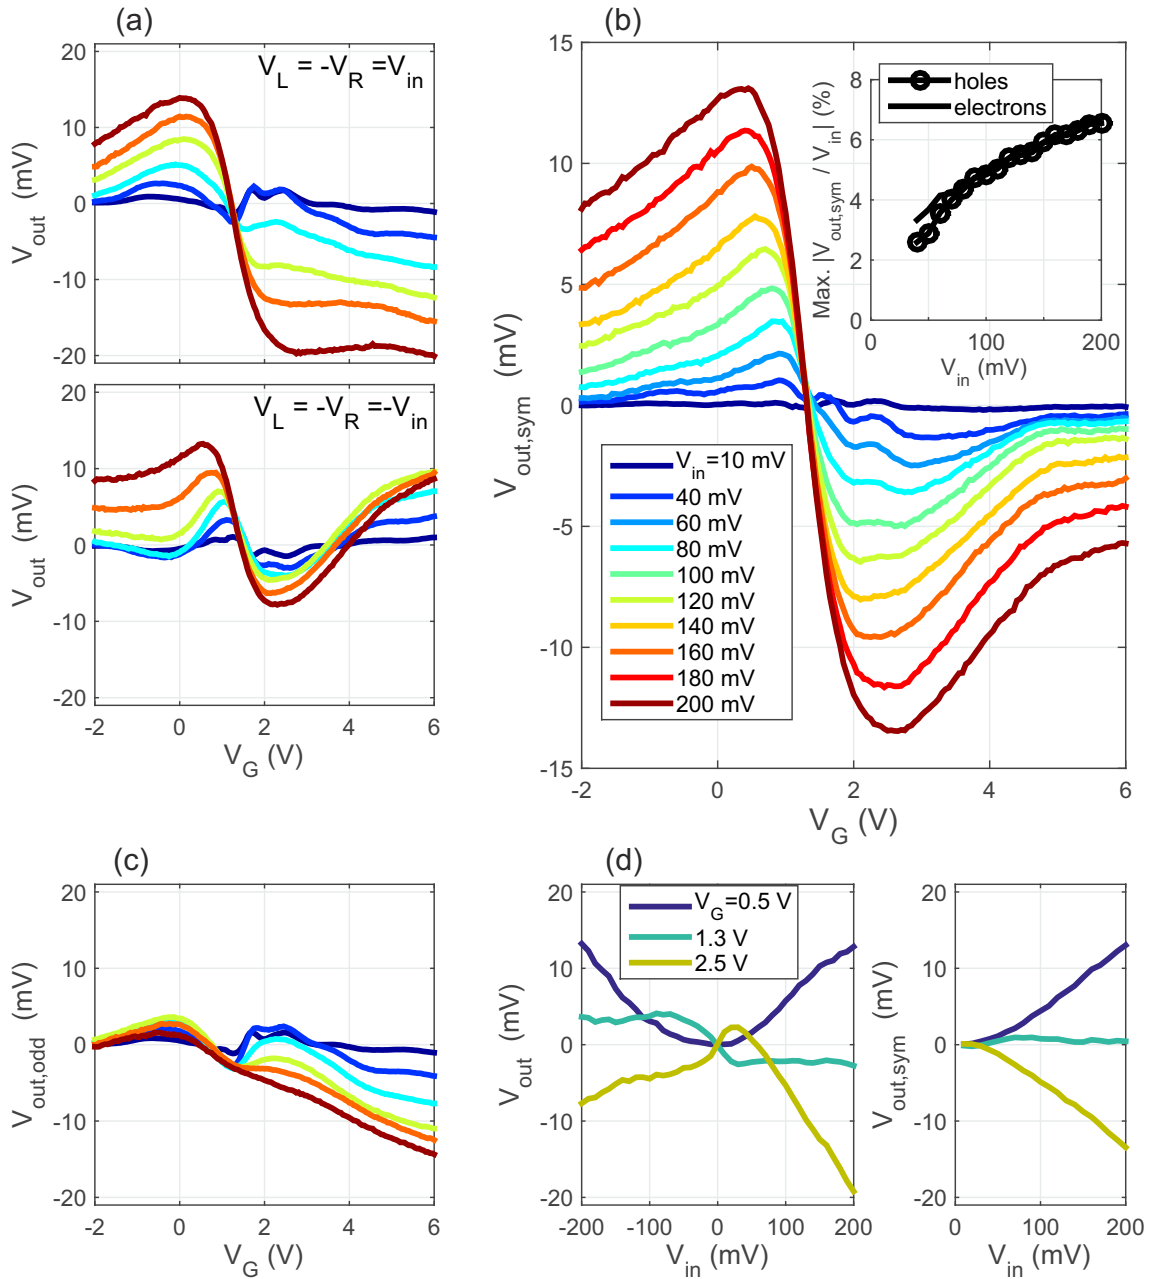 (a)
V_L = -V_R =V_in
20
10
0
-10
-20
V_out (mV)
V_L = -V_R =-V_in
20
10
0
-10
-20
V_out (mV)
-2 0 2 4 6
V_G (V)
(b)
15
10
5
0
-5
-10
-15
V_out,sym (mV)
holes
electrons
8
6
4
2
0
Max. |V_out,sym / V_in| (%)
0 100 200
V_in (mV)
V_in=10 mV
40 mV
60 mV
80 mV
100 mV
120 mV
140 mV
160 mV
180 mV
200 mV
-2 0 2 4 6
V_G (V)
(c)
20
10
0
-10
-20
V_out,odd (mV)
-2 0 2 4 6
V_G (V)
(d)
V_G=0.5 V
1.3 V
2.5 V
20
10
0
-10
-20
V_out (mV)
-200 -100 0 100 200
V_in (mV)
20
10
0
-10
-20
V_out,sym (mV)
0 100 200
V_in (mV)